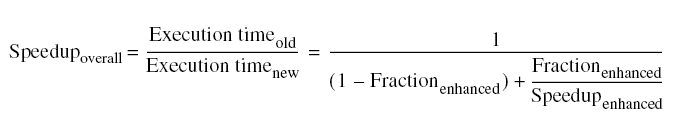 Speedup_overall = Execution time_old / Execution time_new = 1 / ((1 – Fraction_enhanced) + Fraction_enhanced / Speedup_enhanced)